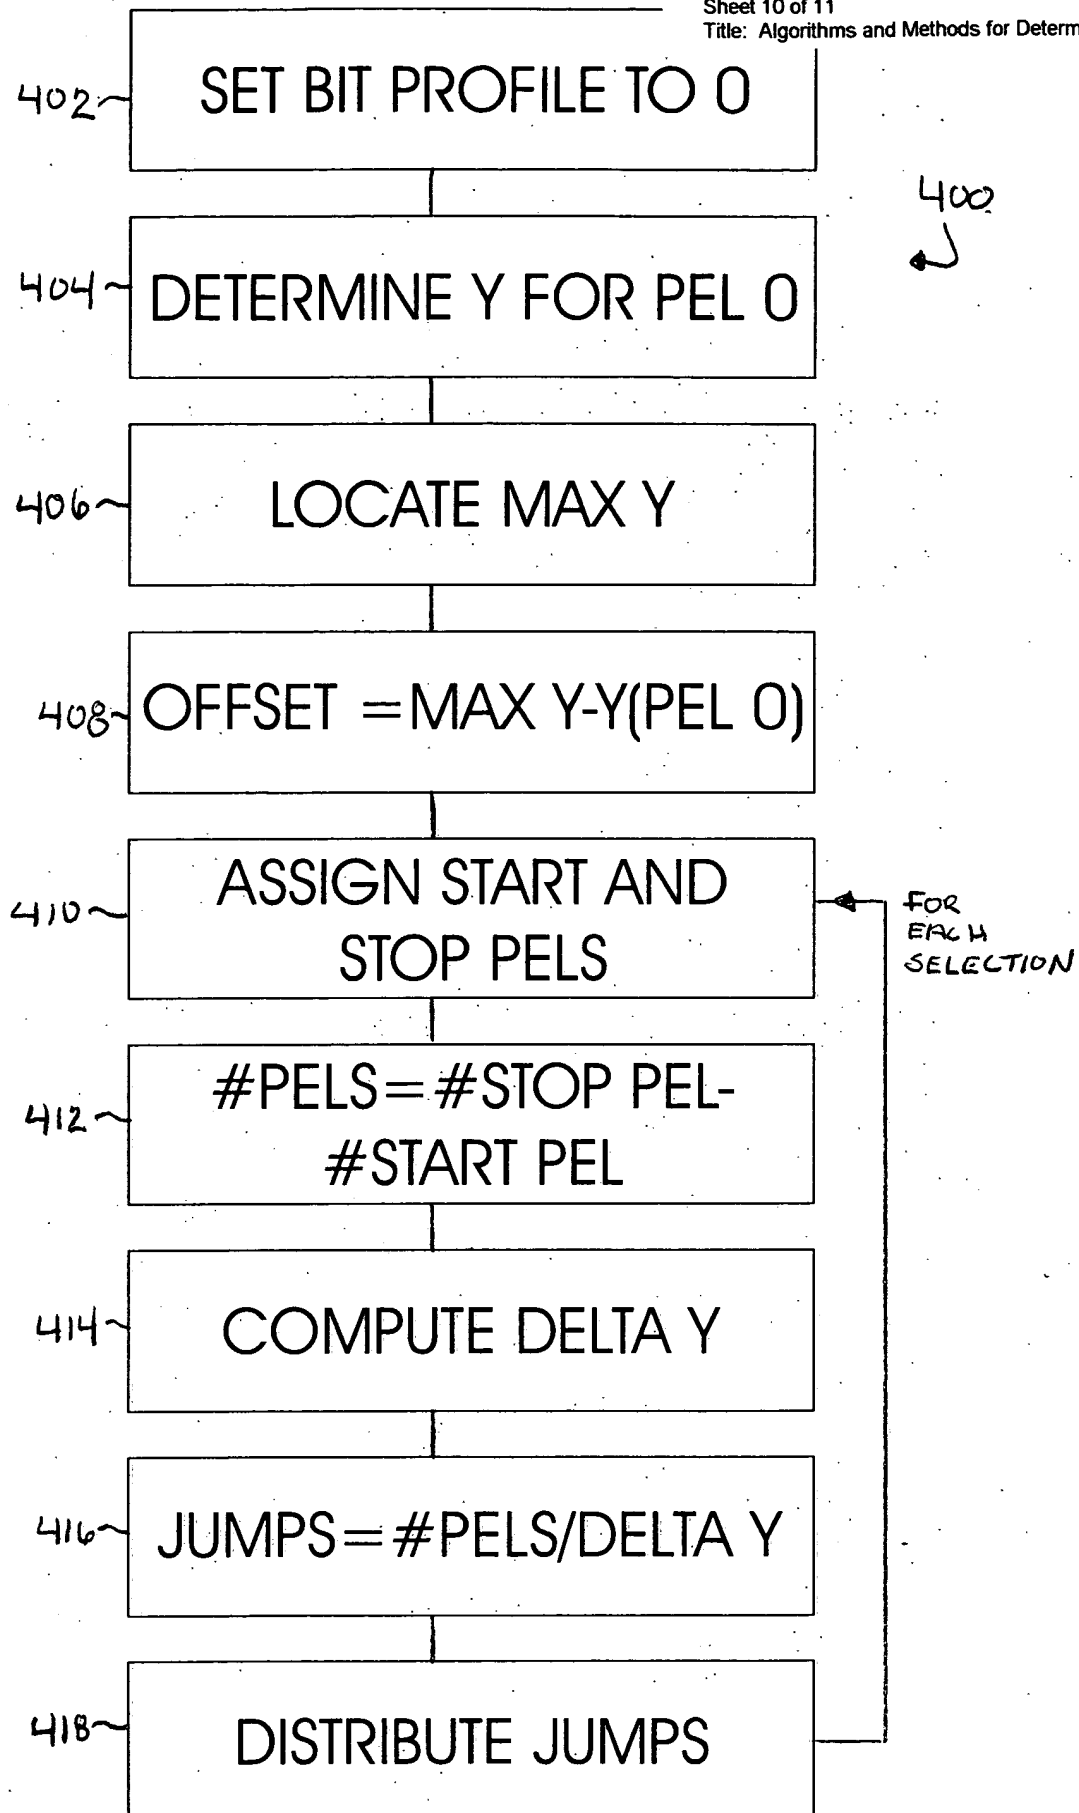 Sheet 10 of 11
Title: Algorithms and Methods for Determ
402
SET BIT PROFILE TO 0
400
404
DETERMINE Y FOR PEL 0
406
LOCATE MAX Y
408
OFFSET =MAX Y-Y(PEL 0)
410
ASSIGN START AND
STOP PELS
FOR
EACH
SELECTION
412
#PELS=#STOP PEL-
#START PEL
414
COMPUTE DELTA Y
416
JUMPS=#PELS/DELTA Y
418
DISTRIBUTE JUMPS